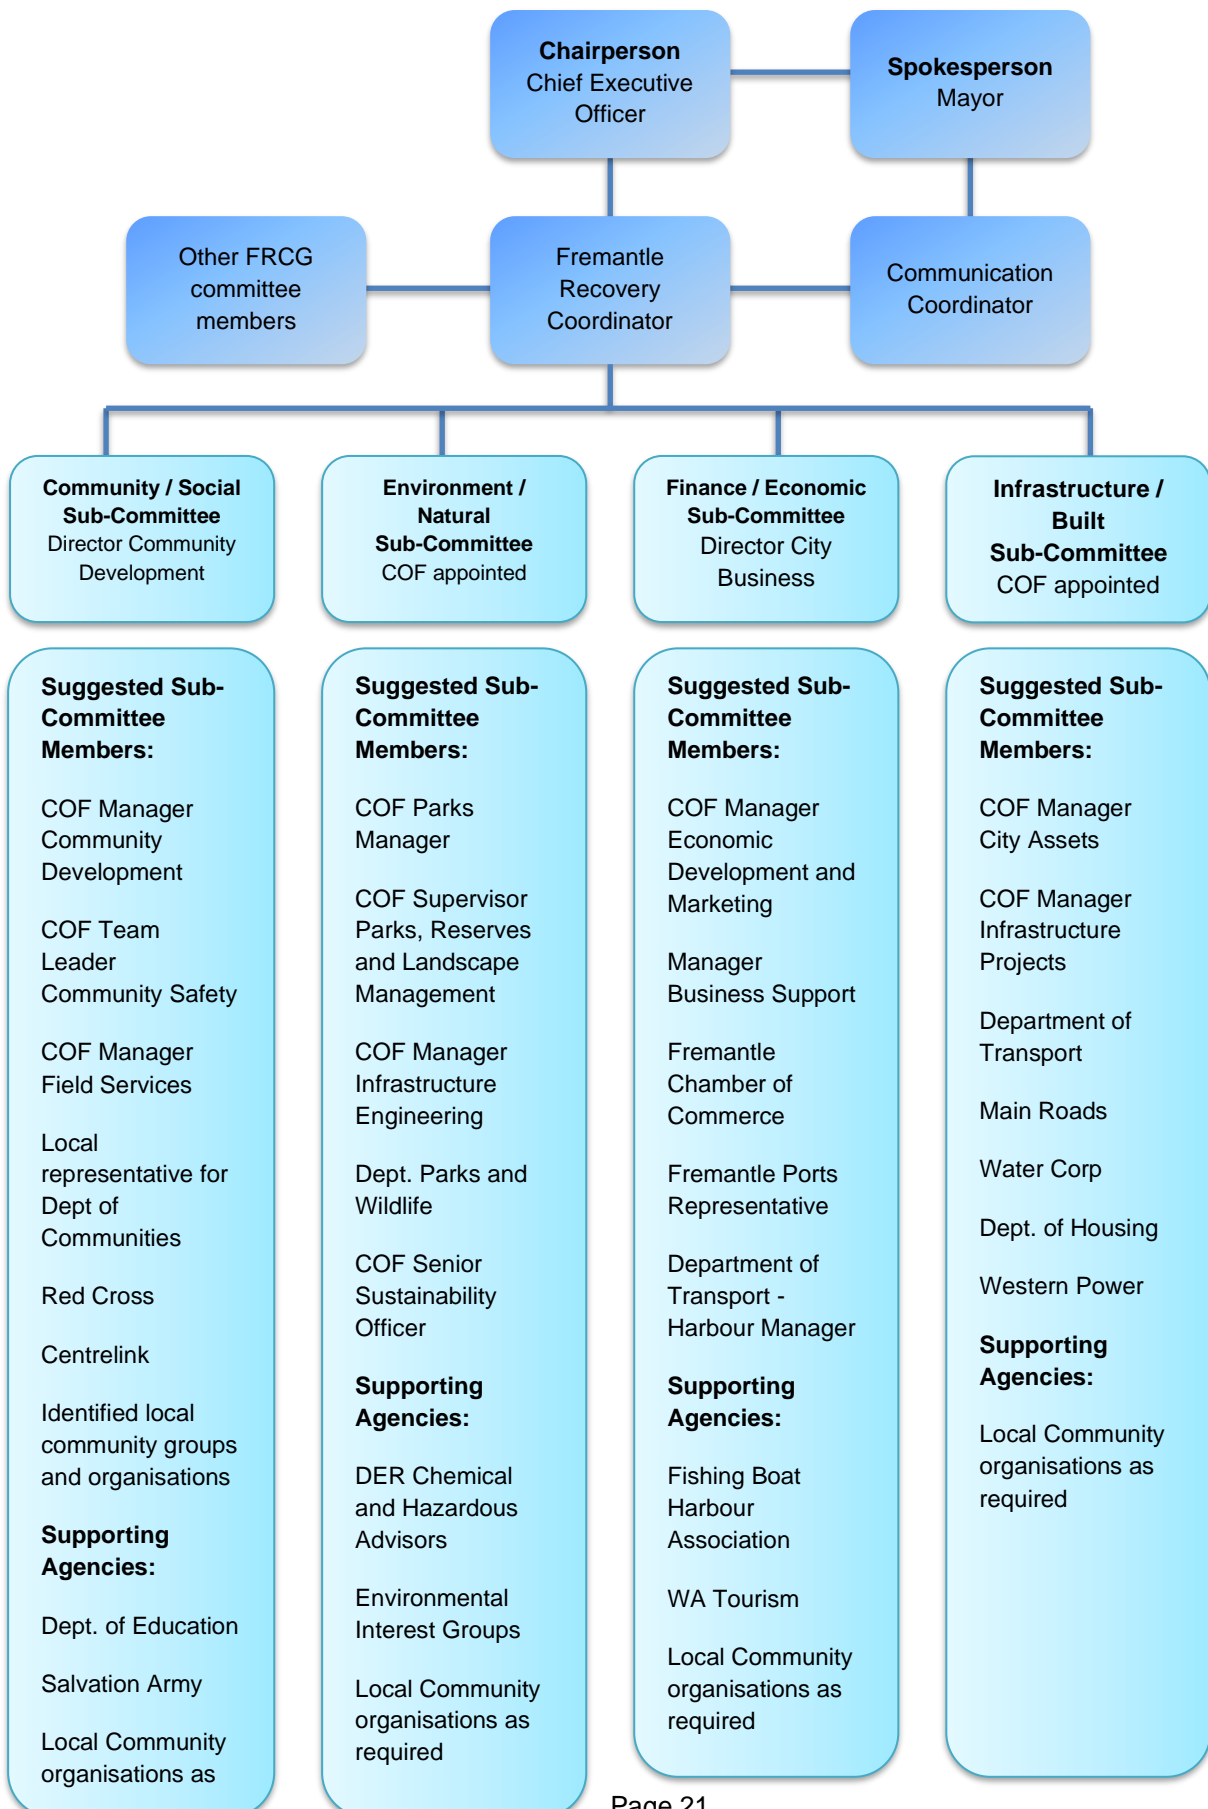 Chairperson
Chief Executive
Officer
Spokesperson
Mayor
Other FRCG
committee
members
Fremantle
Recovery
Coordinator
Communication
Coordinator
Community / Social
Sub-Committee
Director Community
Development
Environment /
Natural
Sub-Committee
COF appointed
Finance / Economic
Sub-Committee
Director City
Business
Infrastructure /
Built
Sub-Committee
COF appointed
Suggested Sub-
Committee
Members:
COF Manager
Community
Development
COF Team
Leader
Community Safety
COF Manager
Field Services
Local
representative for
Dept of
Communities
Red Cross
Centrelink
Identified local
community groups
and organisations
Supporting
Agencies:
Dept. of Education
Salvation Army
Local Community
organisations as
Suggested Sub-
Committee
Members:
COF Parks
Manager
COF Supervisor
Parks, Reserves
and Landscape
Management
COF Manager
Infrastructure
Engineering
Dept. Parks and
Wildlife
COF Senior
Sustainability
Officer
Supporting
Agencies:
DER Chemical
and Hazardous
Advisors
Environmental
Interest Groups
Local Community
organisations as
required
Suggested Sub-
Committee
Members:
COF Manager
Economic
Development and
Marketing
Manager
Business Support
Fremantle
Chamber of
Commerce
Fremantle Ports
Representative
Department of
Transport -
Harbour Manager
Supporting
Agencies:
Fishing Boat
Harbour
Association
WA Tourism
Local Community
organisations as
required
Suggested Sub-
Committee
Members:
COF Manager
City Assets
COF Manager
Infrastructure
Projects
Department of
Transport
Main Roads
Water Corp
Dept. of Housing
Western Power
Supporting
Agencies:
Local Community
organisations as
required
Page 21